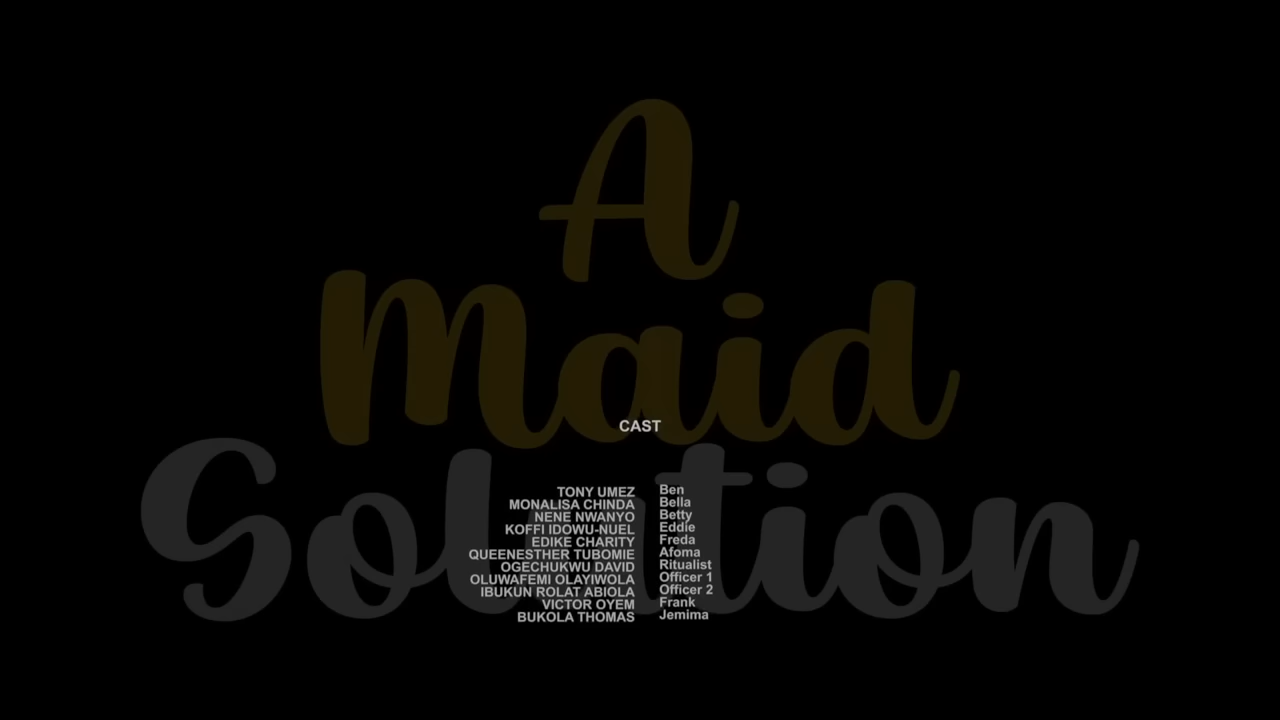 A
Maid
Solution
CAST
TONY UMEZ Ben
MONALISA CHINDA Bella
NENE NWANYO Betty
KOFFI IDOWU-NUEL Eddie
EDIKE CHARITY Freda
QUEENESTHER TUBOMIE Afoma
OGECHUKWU DAVID Ritualist
OLUWAFEMI OLAYIWOLA Officer 1
IBUKUN ROLAT ABIOLA Officer 2
VICTOR OYEM Frank
BUKOLA THOMAS Jemima